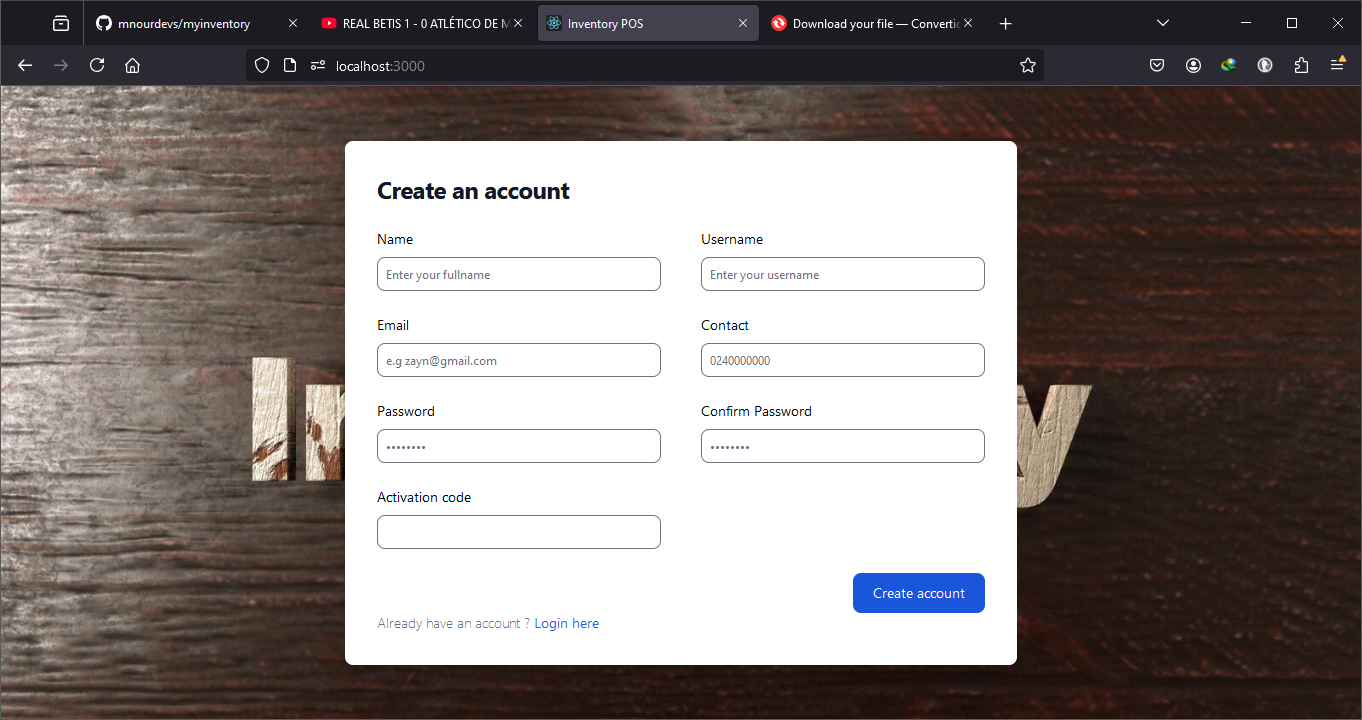 mnourdevs/myinventory
REAL BETIS 1 - 0 ATLÉTICO DE M
Inventory POS
Download your file — Convertic
localhost:3000
Create an account
Name
Username
Enter your fullname
Enter your username
Email
Contact
e.g zayn@gmail.com
0240000000
Password
Confirm Password
••••••••
••••••••
Activation code
Create account
Already have an account ? Login here